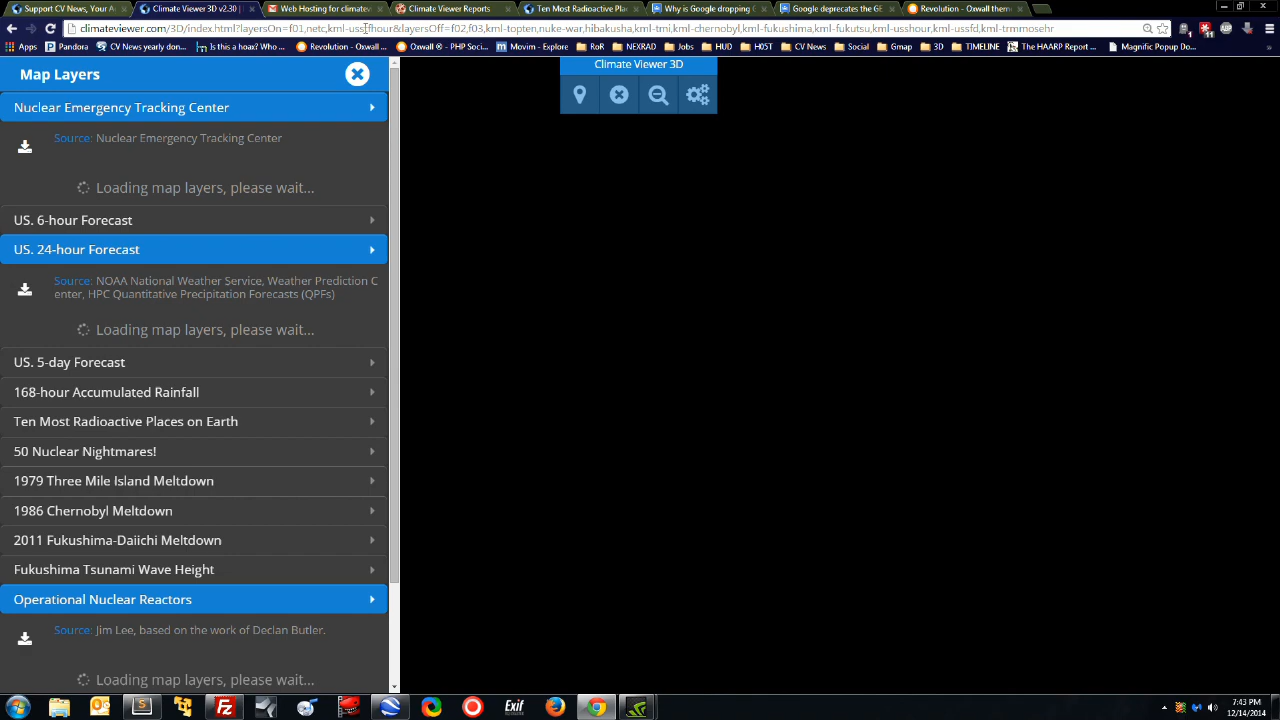 Support CV News, Your A
Climate Viewer 3D v2.30 |
Web Hosting for climatev
Climate Viewer Reports
Ten Most Radioactive Plac
Why is Google dropping
Google deprecates the GE
Revolution - Oxwall them
climateviewer.com/3D/index.html?layersOn=f01,netc,kml-ussfhour&layersOff=f02,f03,kml-topten,nuke-war,hibakusha,kml-tmi,kml-chernobyl,kml-fukushima,kml-fukutsu,kml-usshour,kml-ussfd,kml-trmmosehr
Apps
Pandora
CV News yearly don...
Is this a hoax? Who...
Revolution - Oxwall...
Oxwall® - PHP Soci...
Movylo - Explore
RoR
NEXRAD
HUD
Jobs
H05T
CV News
Social
Gmap
3D
TIMELINE
The HAARP Report ...
Magnific Popup Do...
Map Layers
Climate Viewer 3D
Nuclear Emergency Tracking Center
Source: Nuclear Emergency Tracking Center
Loading map layers, please wait...
US. 6-hour Forecast
US. 24-hour Forecast
Source: NOAA National Weather Service, Weather Prediction C
enter, HPC Quantitative Precipitation Forecasts (QPFs)
Loading map layers, please wait...
US. 5-day Forecast
168-hour Accumulated Rainfall
Ten Most Radioactive Places on Earth
50 Nuclear Nightmares!
1979 Three Mile Island Meltdown
1986 Chernobyl Meltdown
2011 Fukushima-Daiichi Meltdown
Fukushima Tsunami Wave Height
Operational Nuclear Reactors
Source: Jim Lee, based on the work of Declan Butler.
Loading map layers, please wait...
Exif
7:43 PM
12/14/2014